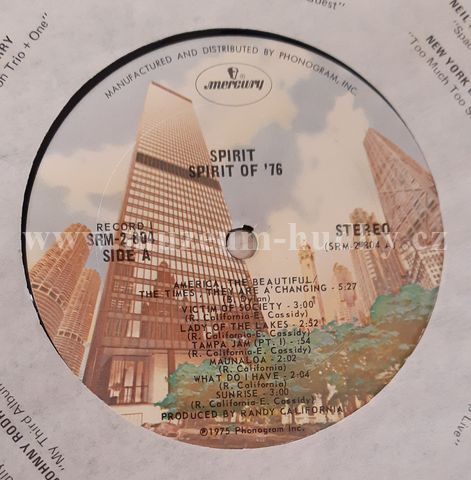 MANUFACTURED AND DISTRIBUTED BY PHONOGRAM, INC.
mercury
SPIRIT
SPIRIT OF '76
RECORD 1
SRM-2-804
SIDE A
STEREO
(SRM-2-804 A)
AMERICA, THE BEAUTIFUL/
THE TIMES, THEY ARE A'CHANGING - 5:27
(B. Dylan)
VICTIM OF SOCIETY - 3:00
(R. California-E. Cassidy)
LADY OF THE LAKES - 2:52
(R. California-E. Cassidy)
TAMPA JAM (PT. I) - :54
(R. California-E. Cassidy)
MAUNALOA - 2:02
(R. California)
WHAT DO I HAVE - 2:04
(R. California)
SUNRISE - 3:00
(R. California-E. Cassidy)
PRODUCED BY RANDY CALIFORNIA
©1975 Phonogram Inc.
Trio + One"
Guest"
NEW YORK
"Too Much Too
JOHNNY RODR
"My Third Album
Live"